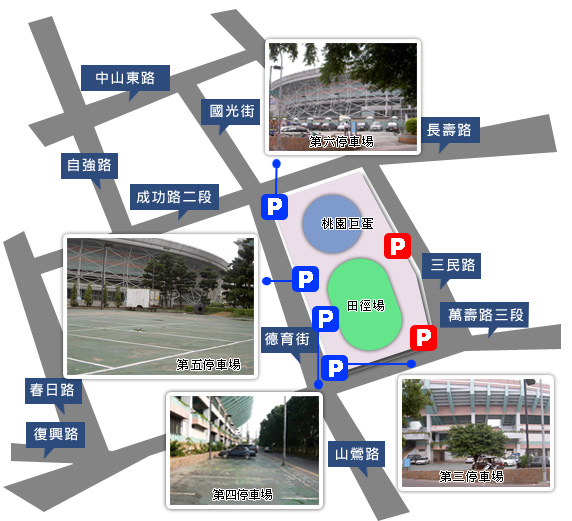 中山東路
國光街
第六停車場
長壽路
自強路
成功路二段
P
桃園巨蛋
P
三民路
P
田徑場
萬壽路三段
P
德育街
P
第五停車場
P
春日路
復興路
山鶯路
第三停車場
第四停車場